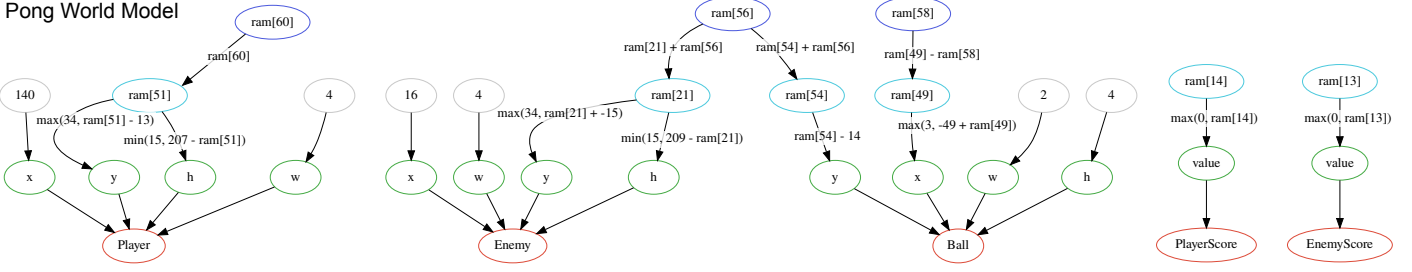 Pong World Model
ram[60]
ram[56]
ram[58]
ram[60]
ram[21] + ram[56]
ram[54] + ram[56]
ram[49] - ram[58]
140
ram[51]
4
16
4
ram[21]
ram[54]
ram[49]
2
4
ram[14]
ram[13]
max(34, ram[51] - 13)
min(15, 207 - ram[51])
max(34, ram[21] + -15)
min(15, 209 - ram[21])
ram[54] - 14
max(3, -49 + ram[49])
max(0, ram[14])
max(0, ram[13])
x
y
h
w
x
w
y
h
y
x
w
h
value
value
Player
Enemy
Ball
PlayerScore
EnemyScore